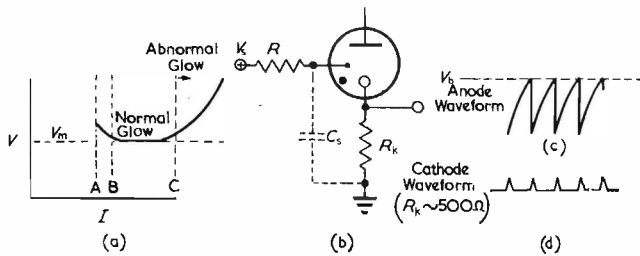 Abnormal
Glow
Normal
Glow
V
Vm
A B C
I
(a)
Vs
R
Cs
Rk
(b)
Vb
Anode
Waveform
(c)
Cathode
Waveform
(Rk~500Ω)
(d)